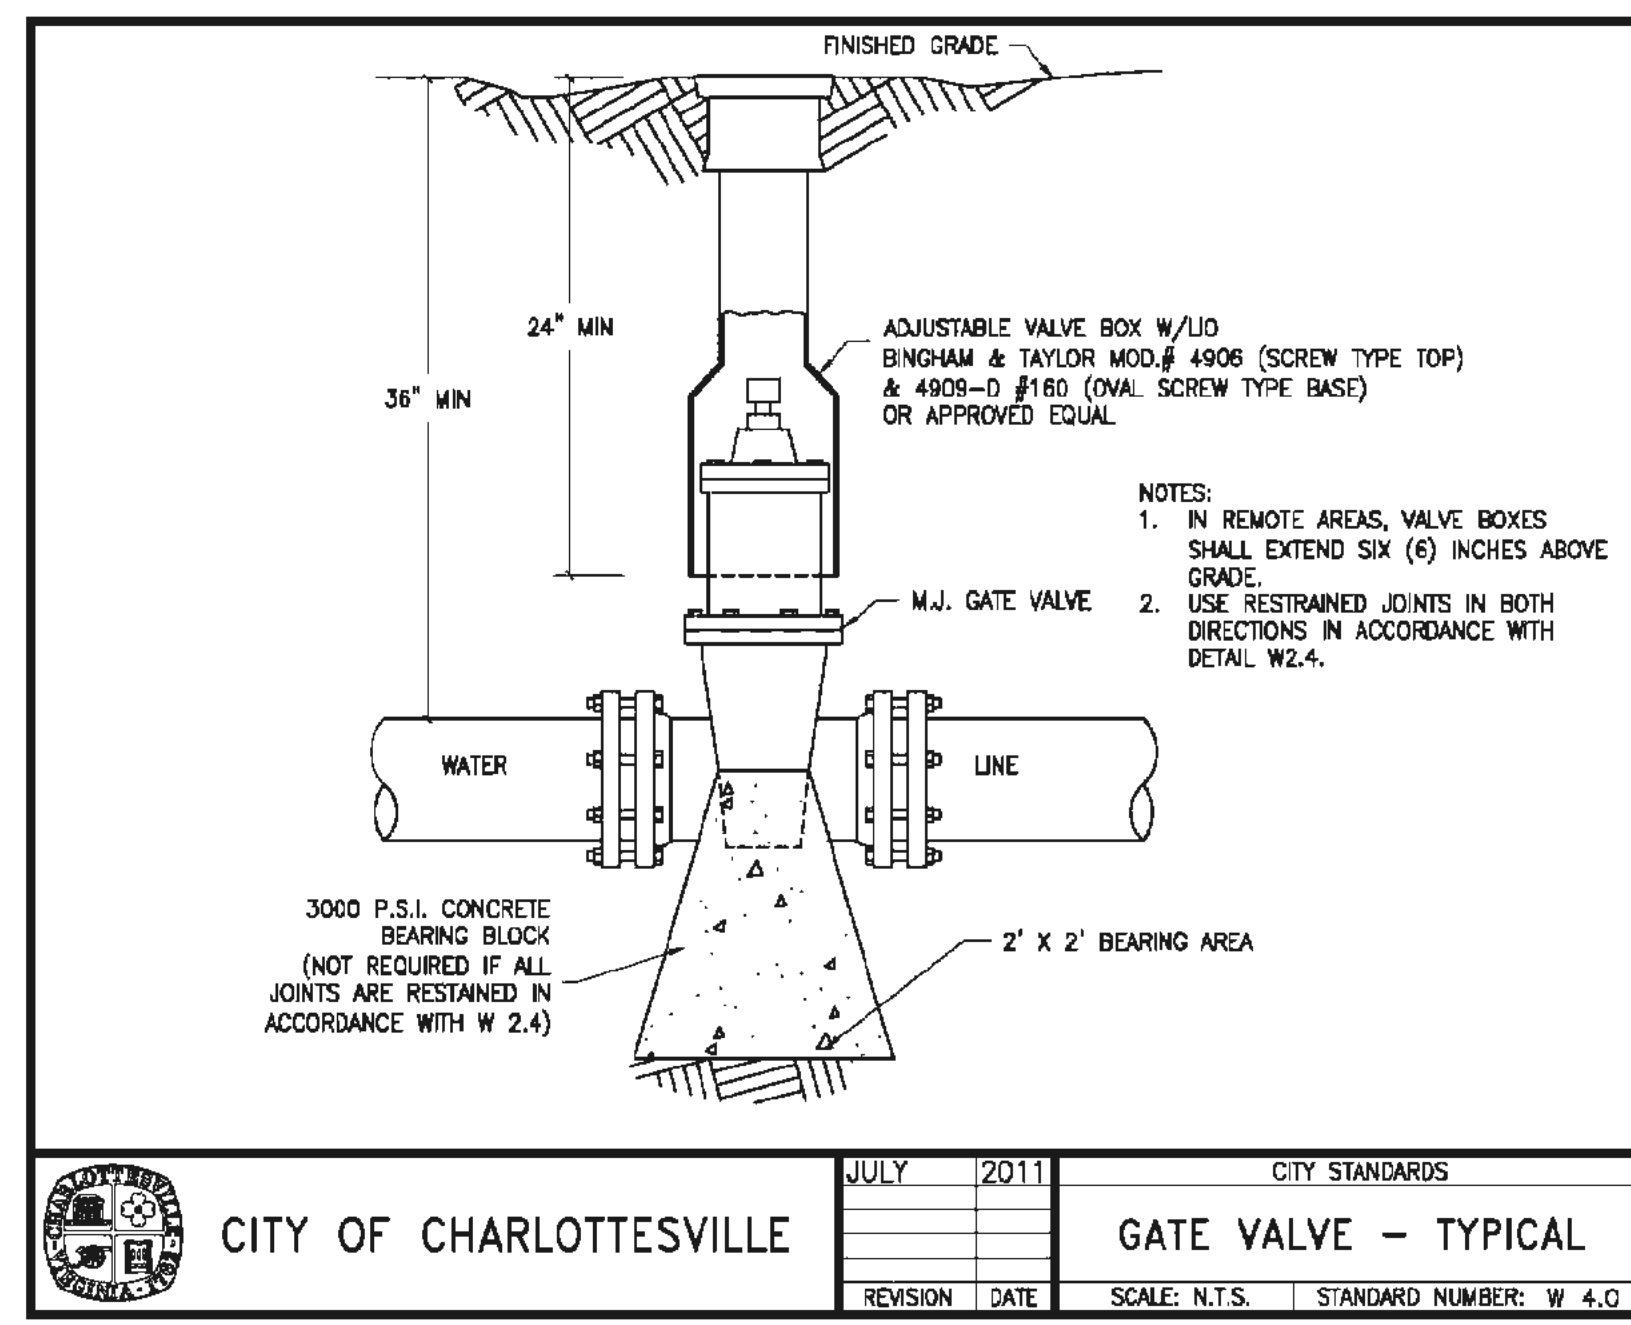 FINISHED GRADE
24" MIN
36" MIN
ADJUSTABLE VALVE BOX W/LID
BINGHAM & TAYLOR MOD.# 4906 (SCREW TYPE TOP)
& 4909-D #160 (OVAL SCREW TYPE BASE)
OR APPROVED EQUAL
NOTES:
1. IN REMOTE AREAS, VALVE BOXES
SHALL EXTEND SIX (6) INCHES ABOVE
GRADE.
2. USE RESTRAINED JOINTS IN BOTH
DIRECTIONS IN ACCORDANCE WITH
DETAIL W2.4.
M.J. GATE VALVE
WATER
LINE
3000 P.S.I. CONCRETE
BEARING BLOCK
(NOT REQUIRED IF ALL
JOINTS ARE RESTAINED IN
ACCORDANCE WITH W 2.4)
2' X 2' BEARING AREA
CHARLOTTESVILLE
VIRGINIA-1762
CITY OF CHARLOTTESVILLE
JULY 2011
REVISION DATE
CITY STANDARDS
GATE VALVE - TYPICAL
SCALE: N.T.S.
STANDARD NUMBER: W 4.0